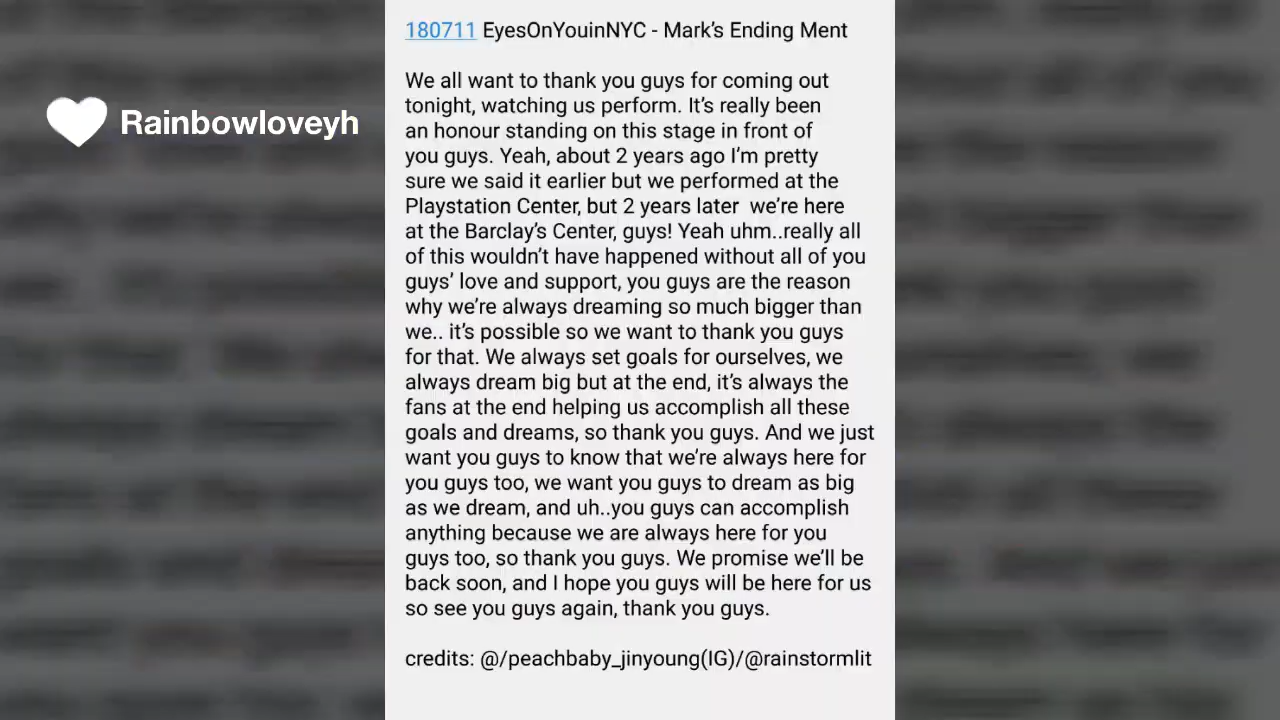 180711 EyesOnYouinNYC - Mark's Ending Ment
We all want to thank you guys for coming out
tonight, watching us perform. It's really been
an honour standing on this stage in front of
you guys. Yeah, about 2 years ago I'm pretty
sure we said it earlier but we performed at the
Playstation Center, but 2 years later  we're here
at the Barclay's Center, guys! Yeah uhm..really all
of this wouldn't have happened without all of you
guys' love and support, you guys are the reason
why we're always dreaming so much bigger than
we.. it's possible so we want to thank you guys
for that. We always set goals for ourselves, we
always dream big but at the end, it's always the
fans at the end helping us accomplish all these
goals and dreams, so thank you guys. And we just
want you guys to know that we're always here for
you guys too, we want you guys to dream as big
as we dream, and uh..you guys can accomplish
anything because we are always here for you
guys too, so thank you guys. We promise we'll be
back soon, and I hope you guys will be here for us
so see you guys again, thank you guys.
credits: @/peachbaby_jinyoung(IG)/@rainstormlit
Rainbowloveyh